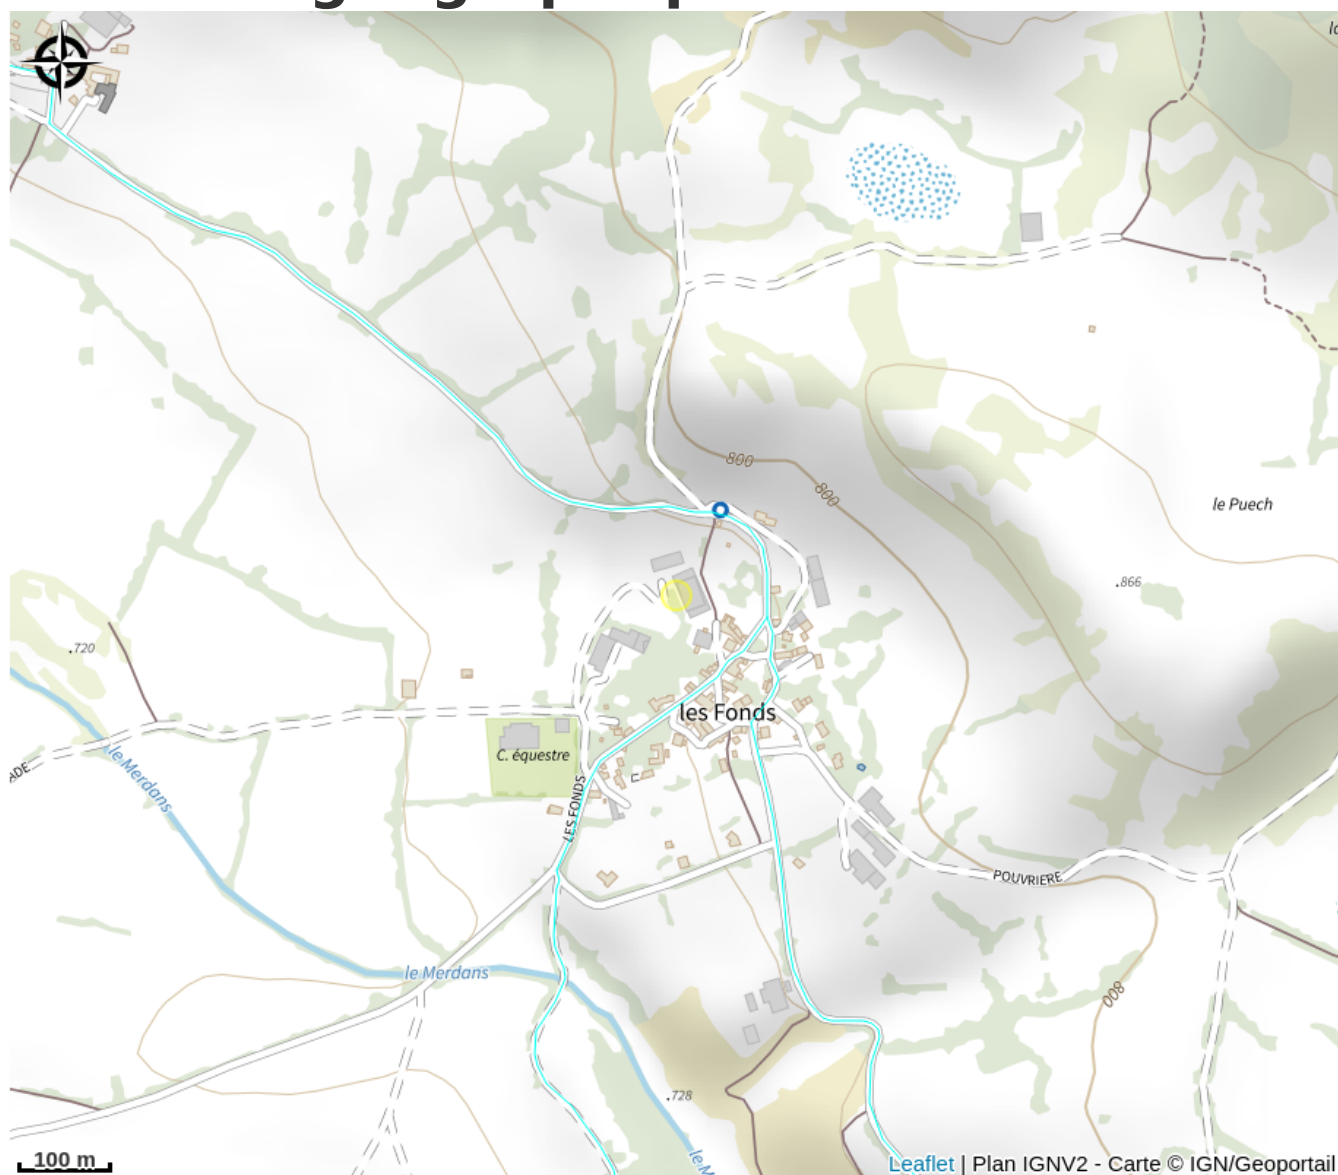 800
800
le Puech
.866
.720
les Fonds
C. équestre
le Merdans
LES FONDS
POUVRIERE
le Merdans
800
.728
100 m
Leaflet | Plan IGNV2 - Carte © IGN/Geoportail